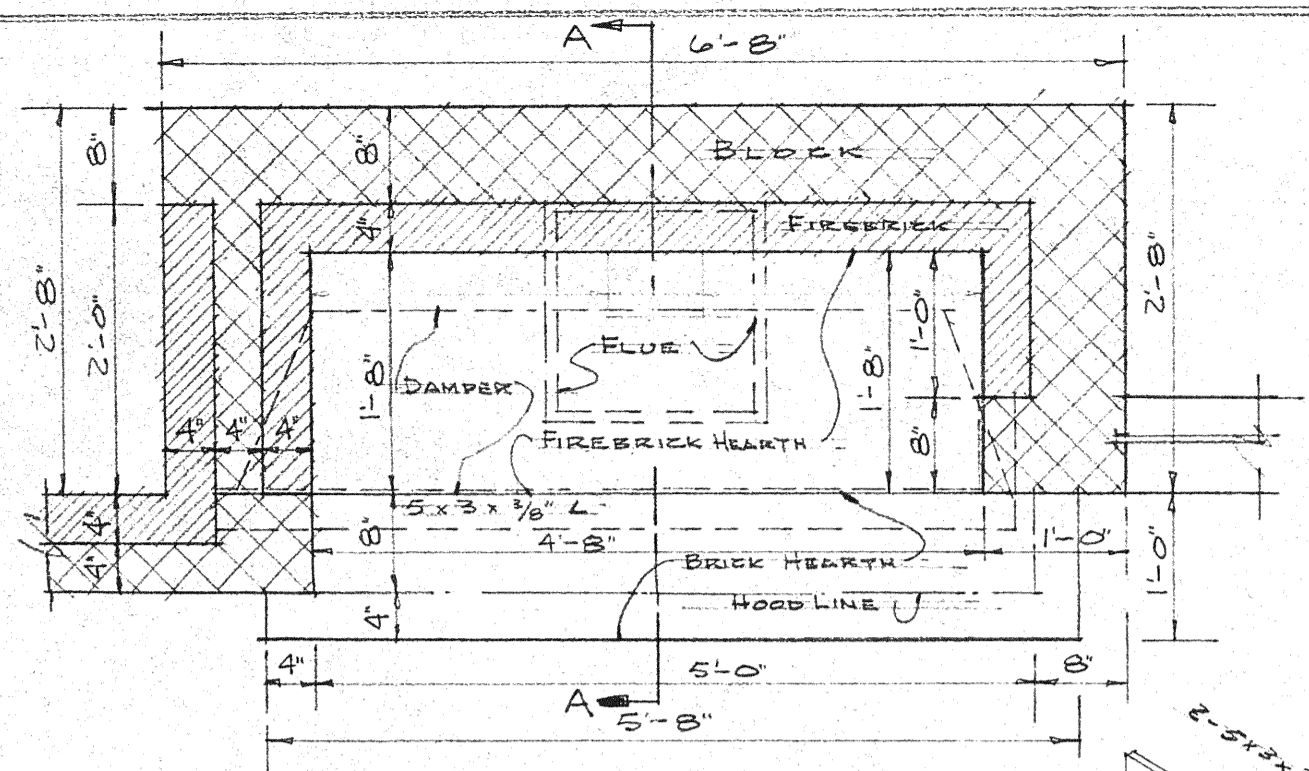 A
6'-8"
8"
8"
BLOCK
4"
FIREBRICK
2'-8"
2'-0"
2'-8"
1'-0"
FLUE
DAMPER
1'-8"
1'-8"
4" 4" 4"
FIREBRICK HEARTH
8"
5 x 3 x 3/8" L
4"
8"
4'-8"
1'-0"
4"
BRICK HEARTH
1'-0"
HOOD LINE
4"
4"
5'-0"
8"
A
5'-8"